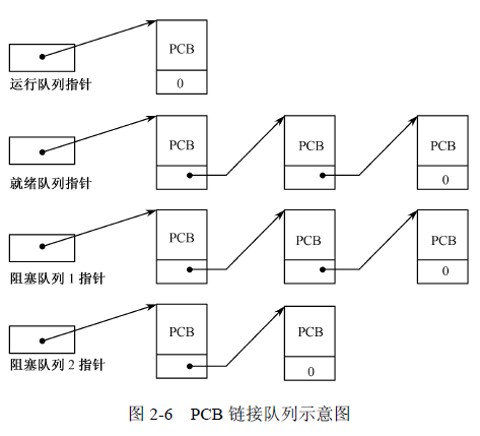 PCB
0
运行队列指针
PCB PCB PCB
0
就绪队列指针
PCB PCB PCB
0
阻塞队列 1 指针
PCB PCB
0
阻塞队列 2 指针
图 2-6 PCB 链接队列示意图